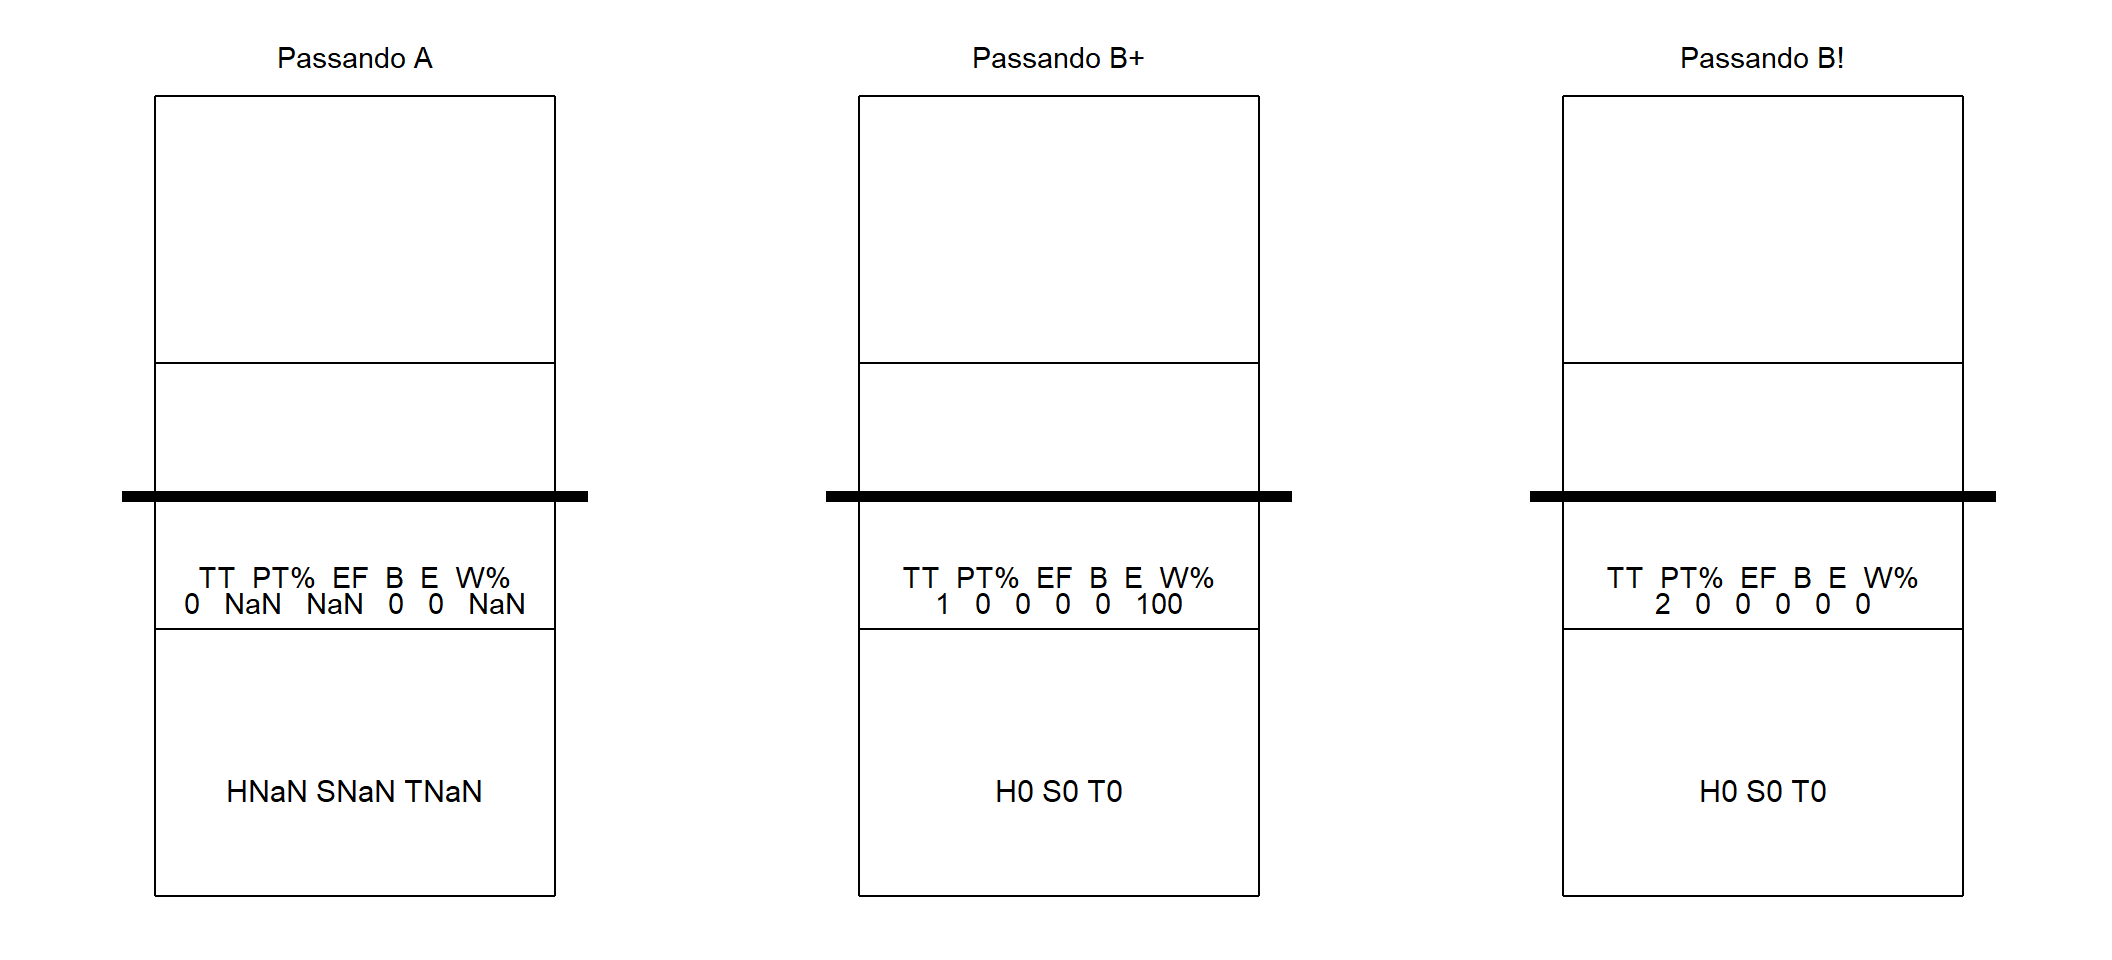 Passando A
TT PT% EF B E W%
0 NaN NaN 0 0 NaN
HNaN SNaN TNaN
Passando B+
TT PT% EF B E W%
1 0 0 0 0 100
H0 S0 T0
Passando B!
TT PT% EF B E W%
2 0 0 0 0 0
H0 S0 T0